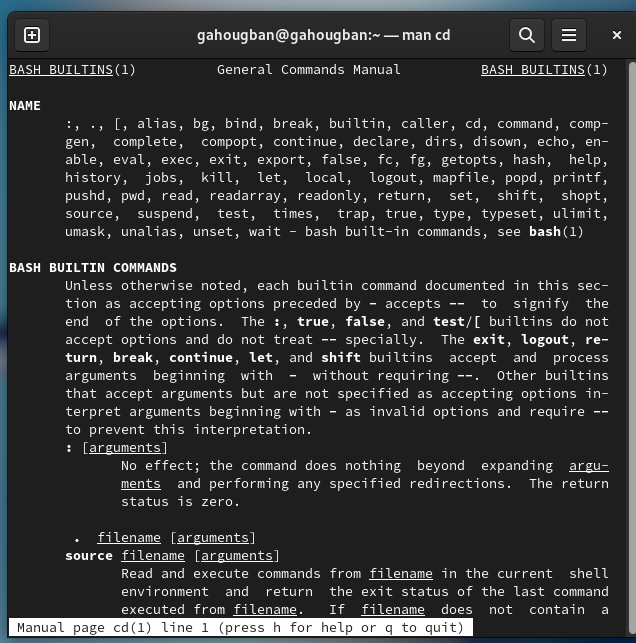 gahougban@gahougban:~ — man cd
BASH BUILTINS(1) General Commands Manual BASH BUILTINS(1)
NAME
:, ., [, alias, bg, bind, break, builtin, caller, cd, command, comp-
gen, complete, compopt, continue, declare, dirs, disown, echo, en-
able, eval, exec, exit, export, false, fc, fg, getopts, hash, help,
history, jobs, kill, let, local, logout, mapfile, popd, printf,
pushd, pwd, read, readarray, readonly, return, set, shift, shopt,
source, suspend, test, times, trap, true, type, typeset, ulimit,
umask, unalias, unset, wait - bash built-in commands, see bash(1)
BASH BUILTIN COMMANDS
Unless otherwise noted, each builtin command documented in this sec-
tion as accepting options preceded by - accepts -- to signify the
end of the options. The :, true, false, and test/[ builtins do not
accept options and do not treat -- specially. The exit, logout, re-
turn, break, continue, let, and shift builtins accept and process
arguments beginning with - without requiring --. Other builtins
that accept arguments but are not specified as accepting options in-
terpret arguments beginning with - as invalid options and require --
to prevent this interpretation.
: [arguments]
No effect; the command does nothing beyond expanding argu-
ments and performing any specified redirections. The return
status is zero.
. filename [arguments]
source filename [arguments]
Read and execute commands from filename in the current shell
environment and return the exit status of the last command
executed from filename. If filename does not contain a
Manual page cd(1) line 1 (press h for help or q to quit)